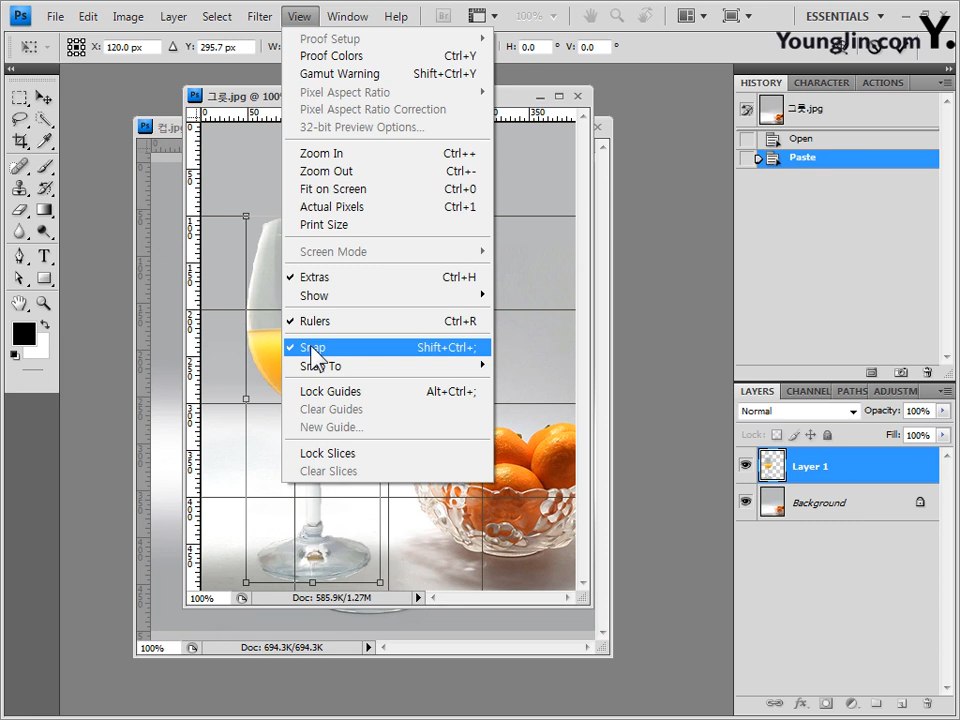 Ps File Edit Image Layer Select Filter View Window Help Br 100% ESSENTIALS
Younglin.com Y.
X: 120.0 px Y: 295.7 px W: H: 0.0 ° V: 0.0 °
Proof Setup
Proof Colors Ctrl+Y
Gamut Warning Shift+Ctrl+Y
Pixel Aspect Ratio
Pixel Aspect Ratio Correction
32-bit Preview Options...
Zoom In Ctrl++
Zoom Out Ctrl+-
Fit on Screen Ctrl+0
Actual Pixels Ctrl+1
Print Size
Screen Mode
Extras Ctrl+H
Show
Rulers Ctrl+R
Snap Shift+Ctrl+;
Snap To
Lock Guides Alt+Ctrl+;
Clear Guides
New Guide...
Lock Slices
Clear Slices
Ps 그릇.jpg @ 100%
Ps 컵.jpg
0 50 350
100% Doc: 585.9K/1.27M
100% Doc: 694.3K/694.3K
HISTORY CHARACTER ACTIONS
그릇.jpg
Open
Paste
LAYERS CHANNEL PATHS ADJUSTM
Normal Opacity: 100%
Lock: Fill: 100%
Layer 1
Background